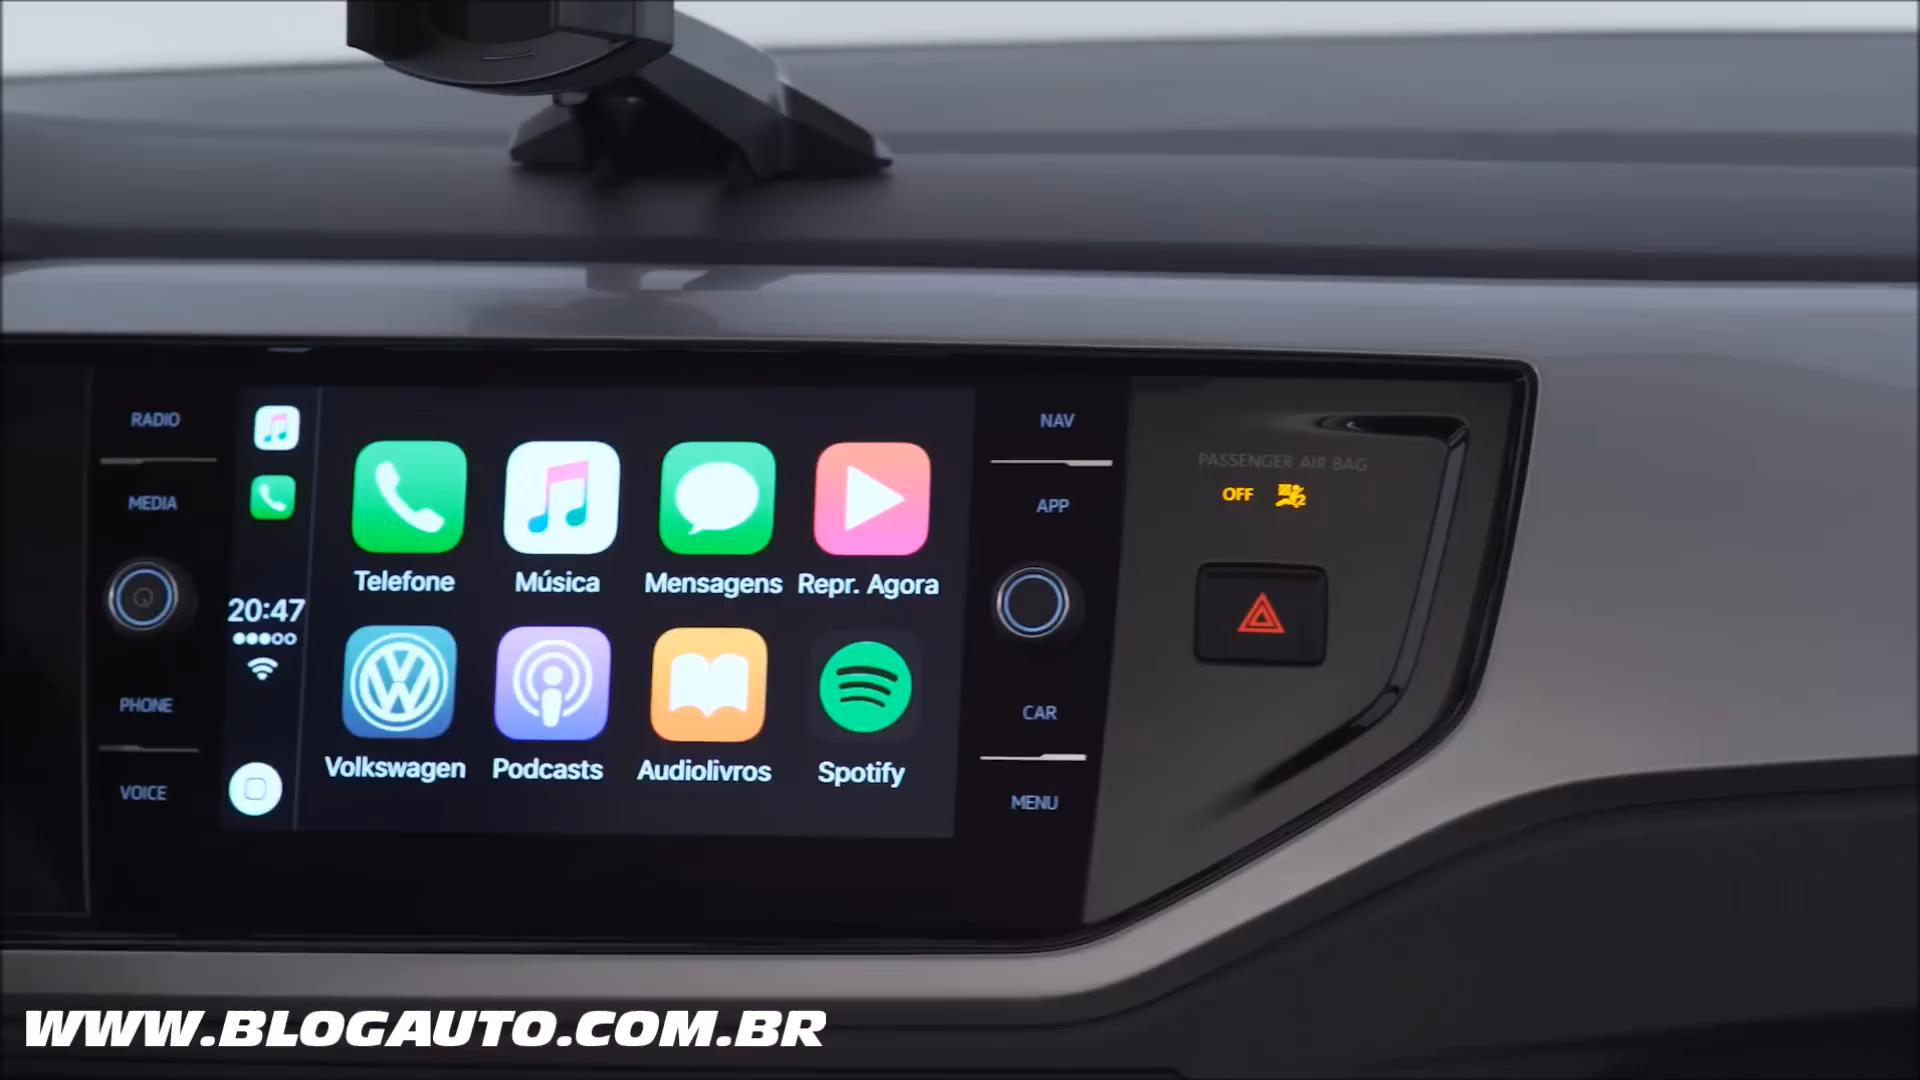 RADIO
MEDIA
PHONE
VOICE
20:47
Telefone
Música
Mensagens
Repr. Agora
Volkswagen
Podcasts
Audiolivros
Spotify
NAV
APP
CAR
MENU
PASSENGER AIR BAG
OFF
WWW.BLOGAUTO.COM.BR